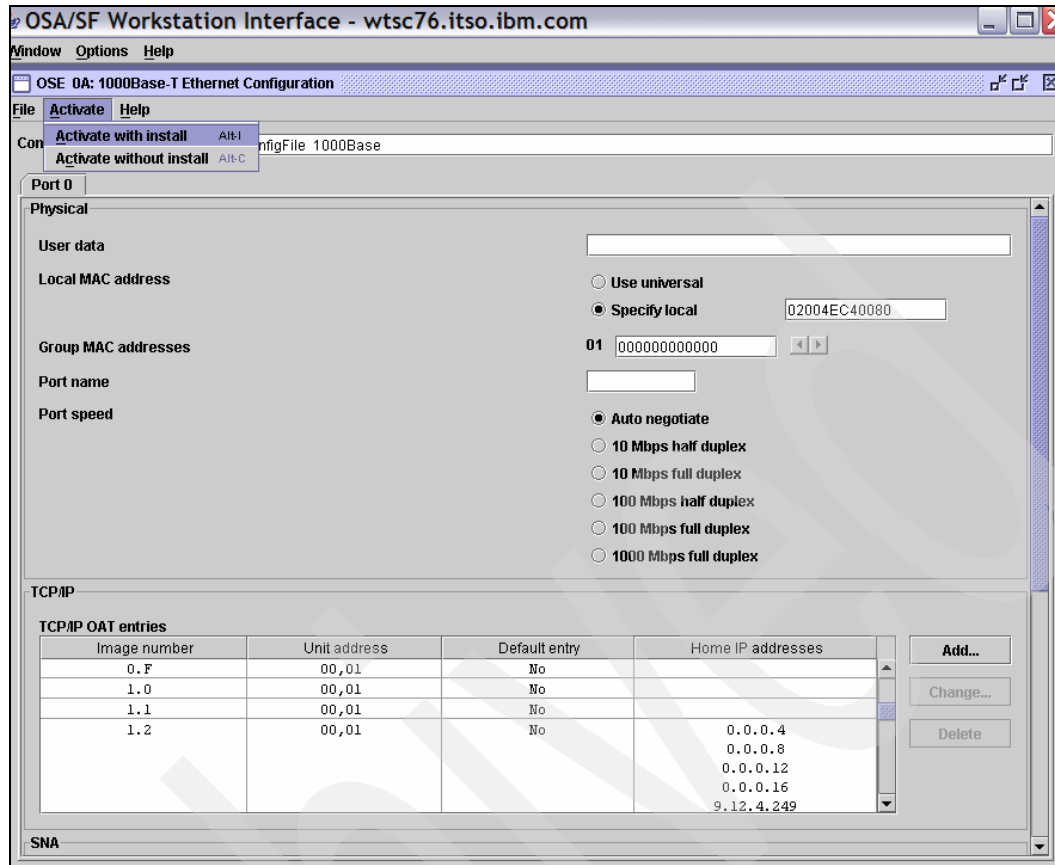 OSA/SF Workstation Interface - wtsc76.itso.ibm.com
Window Options Help
OSE 0A: 1000Base-T Ethernet Configuration
File Activate Help
Activate with install Alt-I
Con nfigFile 1000Base
Activate without install Alt-C
Port 0
Physical
User data
Local MAC address
Use universal
Specify local 02004EC40080
Group MAC addresses 01 000000000000
Port name
Port speed
Auto negotiate
10 Mbps half duplex
10 Mbps full duplex
100 Mbps half duplex
100 Mbps full duplex
1000 Mbps full duplex
TCP/IP
TCP/IP OAT entries
Image number Unit address Default entry Home IP addresses
Add...
0.F 00,01 No
1.0 00,01 No
Change...
1.1 00,01 No
1.2 00,01 No 0.0.0.4
Delete
0.0.0.8
0.0.0.12
0.0.0.16
9.12.4.249
SNA